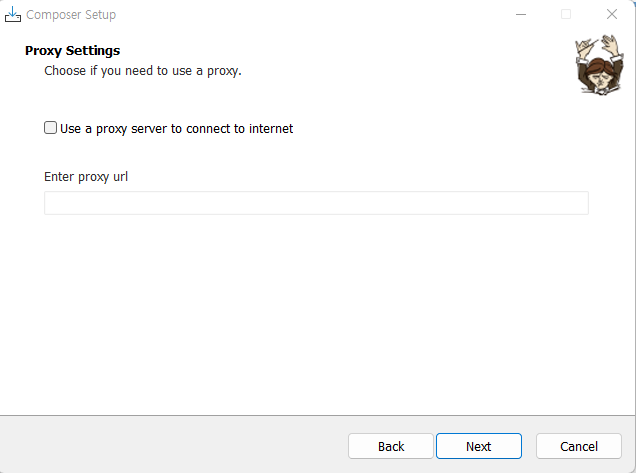 Composer Setup
Proxy Settings
Choose if you need to use a proxy.
Use a proxy server to connect to internet
Enter proxy url
Back
Next
Cancel